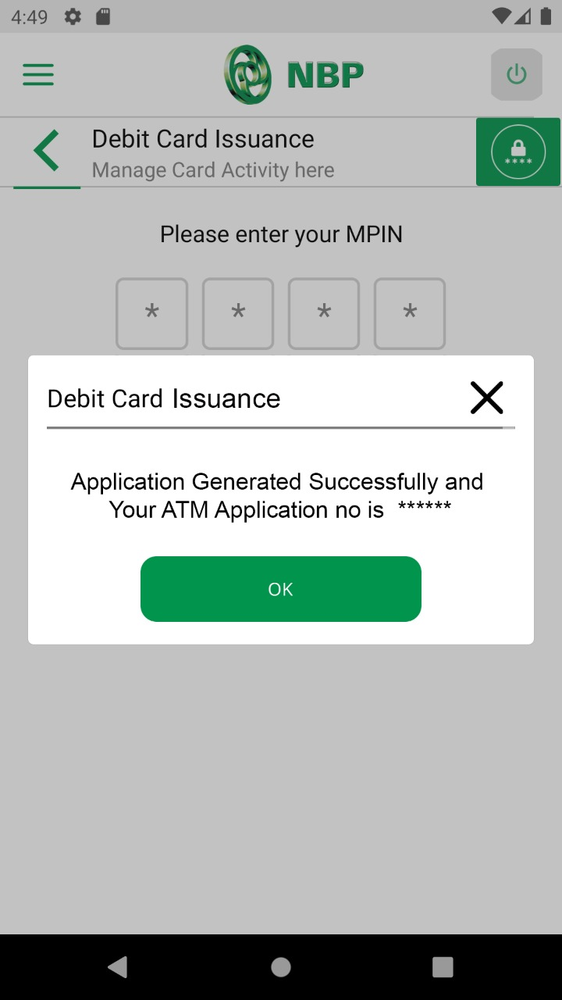 4:49
NBP
Debit Card Issuance
Manage Card Activity here
****
Please enter your MPIN
* * * *
Debit Card Issuance
Application Generated Successfully and
Your ATM Application no is ******
OK